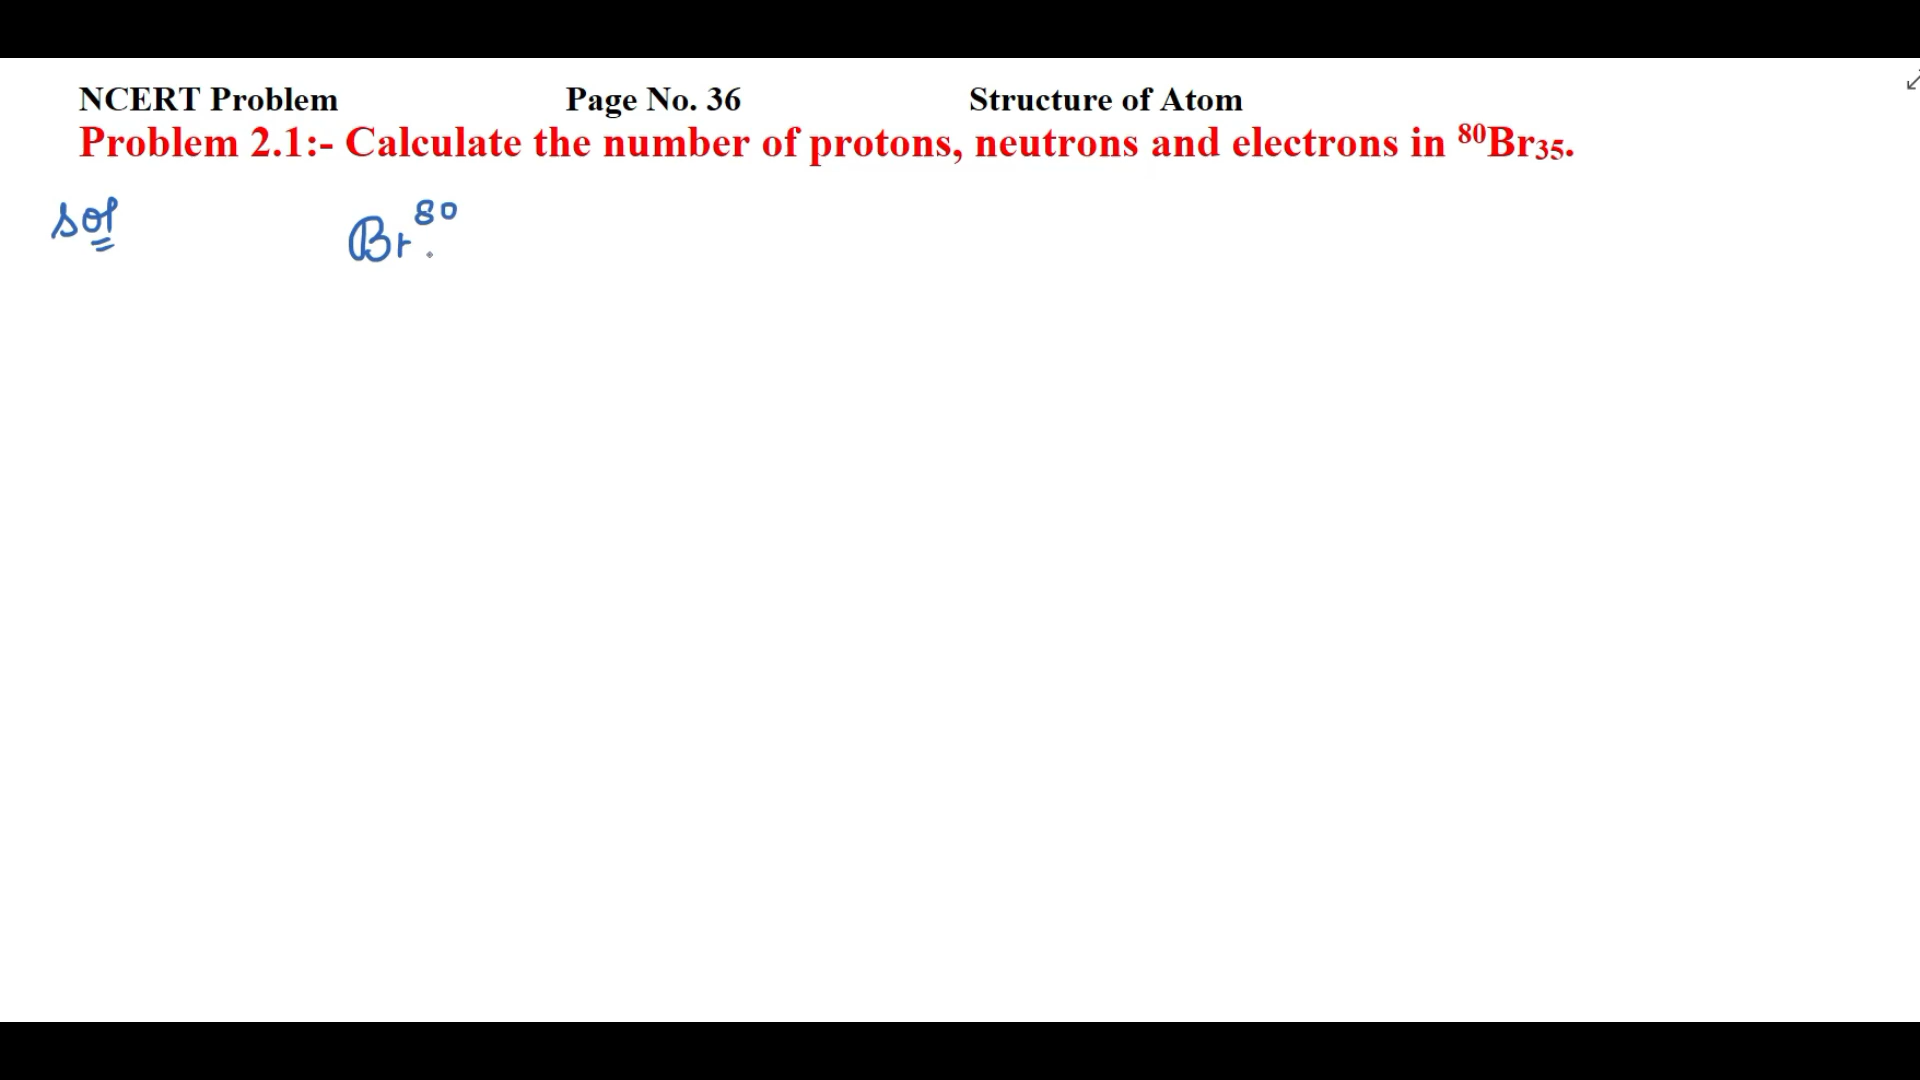 NCERT Problem Page No. 36 Structure of Atom
Problem 2.1:- Calculate the number of protons, neutrons and electrons in ⁸⁰Br₃₅.
Sol Br⁸⁰